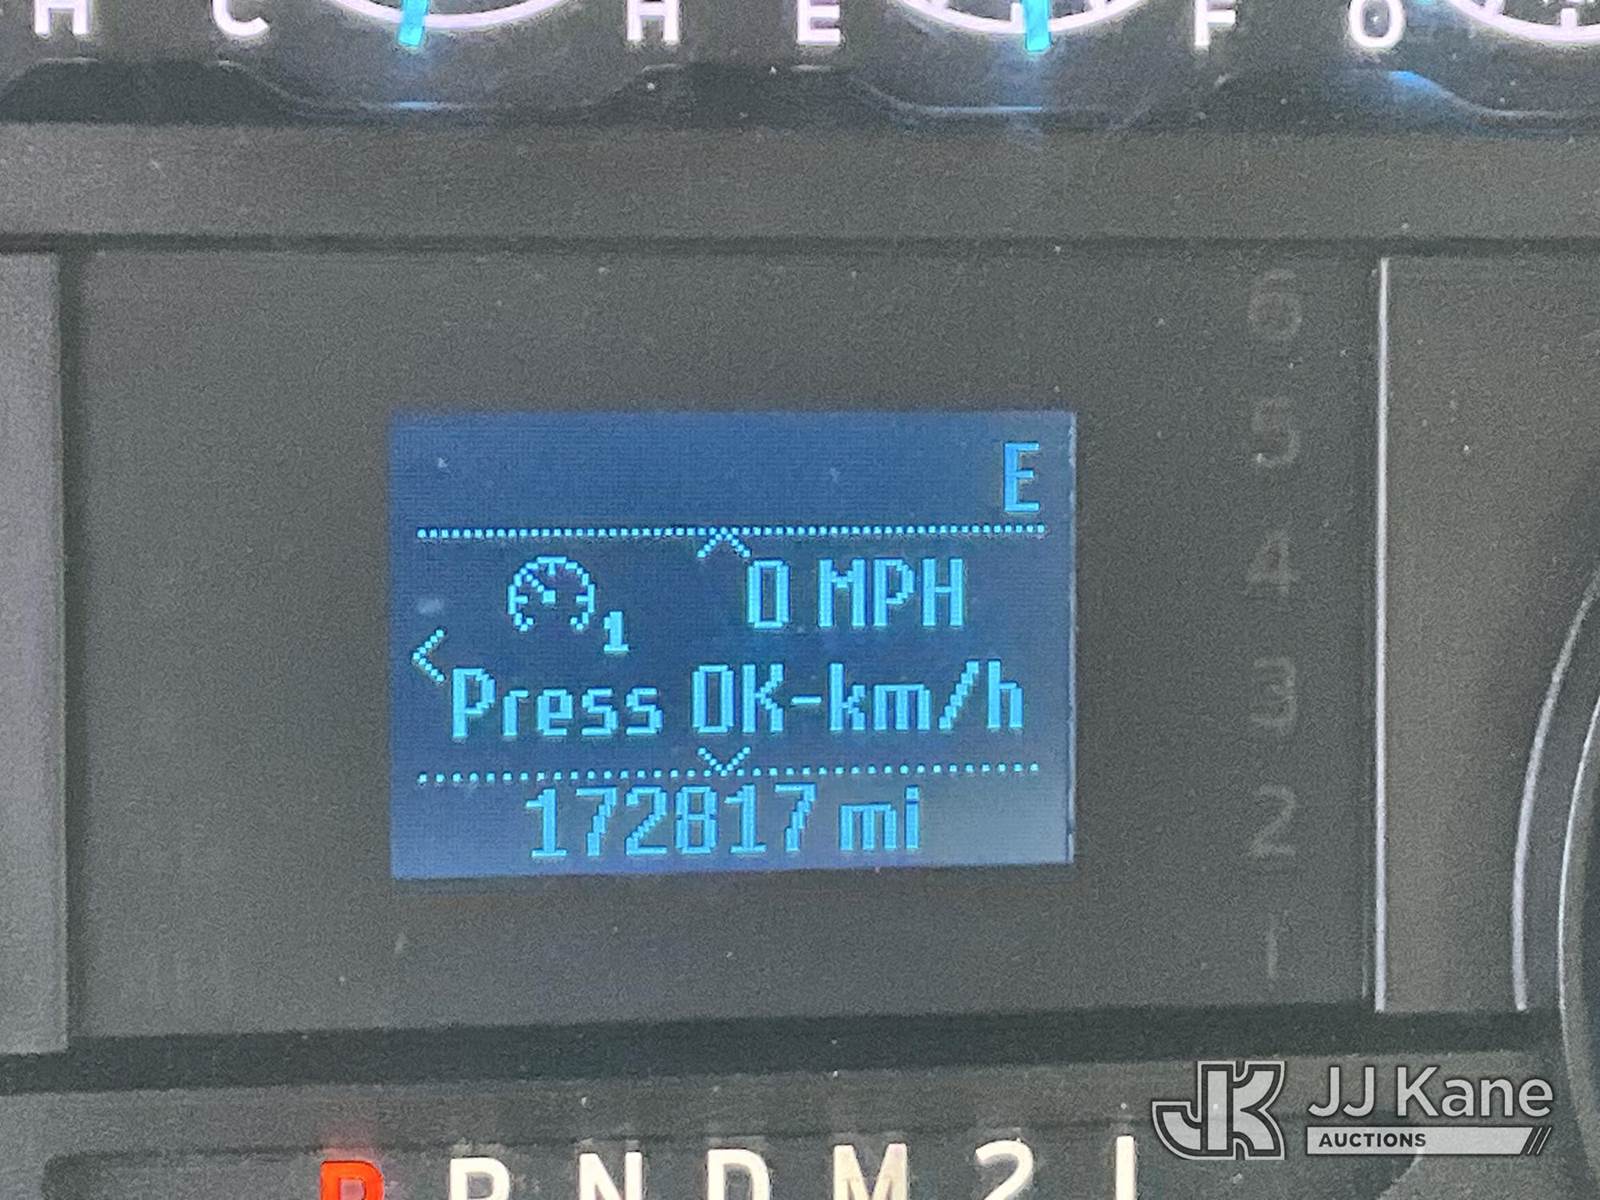 H C H E F O
6
5
E
4
0 MPH
1
3
Press OK-km/h
2
172817 mi
1
P R N D M 2 1
JK JJ Kane
AUCTIONS